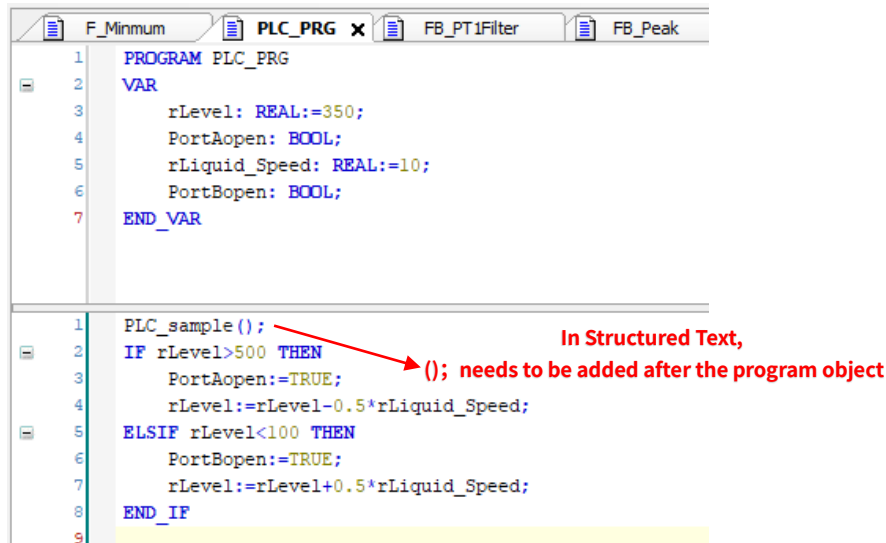 F_Minmum PLC_PRG x FB_PT1Filter FB_Peak
1 PROGRAM PLC_PRG
2 VAR
3 rLevel: REAL:=350;
4 PortAopen: BOOL;
5 rLiquid_Speed: REAL:=10;
6 PortBopen: BOOL;
7 END_VAR
1 PLC_sample();
2 IF rLevel>500 THEN
3 PortAopen:=TRUE;
4 rLevel:=rLevel-0.5*rLiquid_Speed;
5 ELSIF rLevel<100 THEN
6 PortBopen:=TRUE;
7 rLevel:=rLevel+0.5*rLiquid_Speed;
8 END_IF
9
In Structured Text,
(); needs to be added after the program object